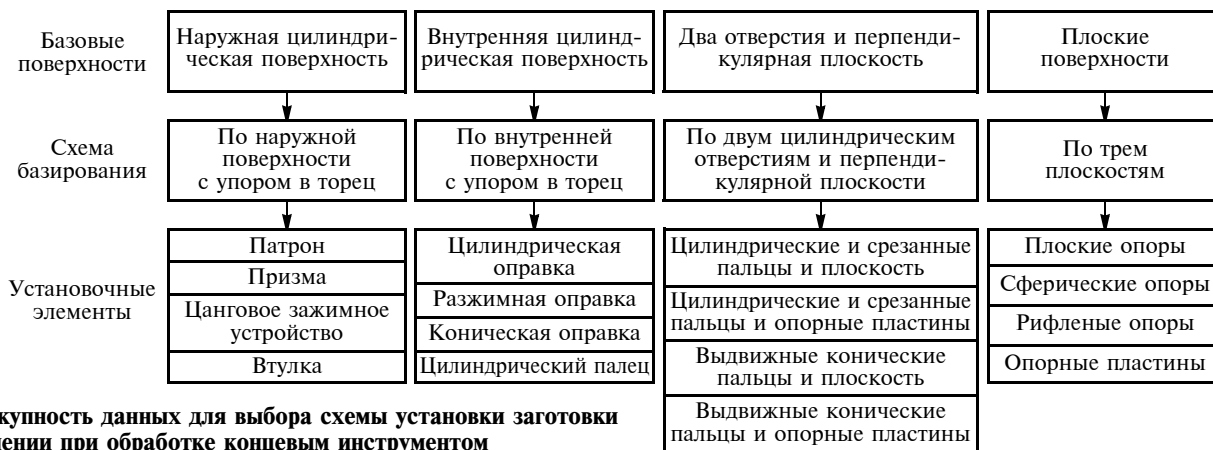 Базовые
поверхности
Наружная цилиндри-
ческая поверхность
Внутренняя цилинд-
рическая поверхность
Два отверстия и перпенди-
кулярная плоскость
Плоские
поверхности
Схема
базирования
По наружной
поверхности
с упором в торец
По внутренней
поверхности
с упором в торец
По двум цилиндрическим
отверстиям и перпенди-
кулярной плоскости
По трем
плоскостям
Установочные
элементы
Патрон
Призма
Цанговое зажимное
устройство
Втулка
Цилиндрическая
оправка
Разжимная оправка
Коническая оправка
Цилиндрический палец
Цилиндрические и срезанные
пальцы и плоскость
Цилиндрические и срезанные
пальцы и опорные пластины
Выдвижные конические
пальцы и плоскость
Выдвижные конические
пальцы и опорные пластины
Плоские опоры
Сферические опоры
Рифленые опоры
Опорные пластины
данных для выбора схемы установки заготовки
при обработке концевым инструментом